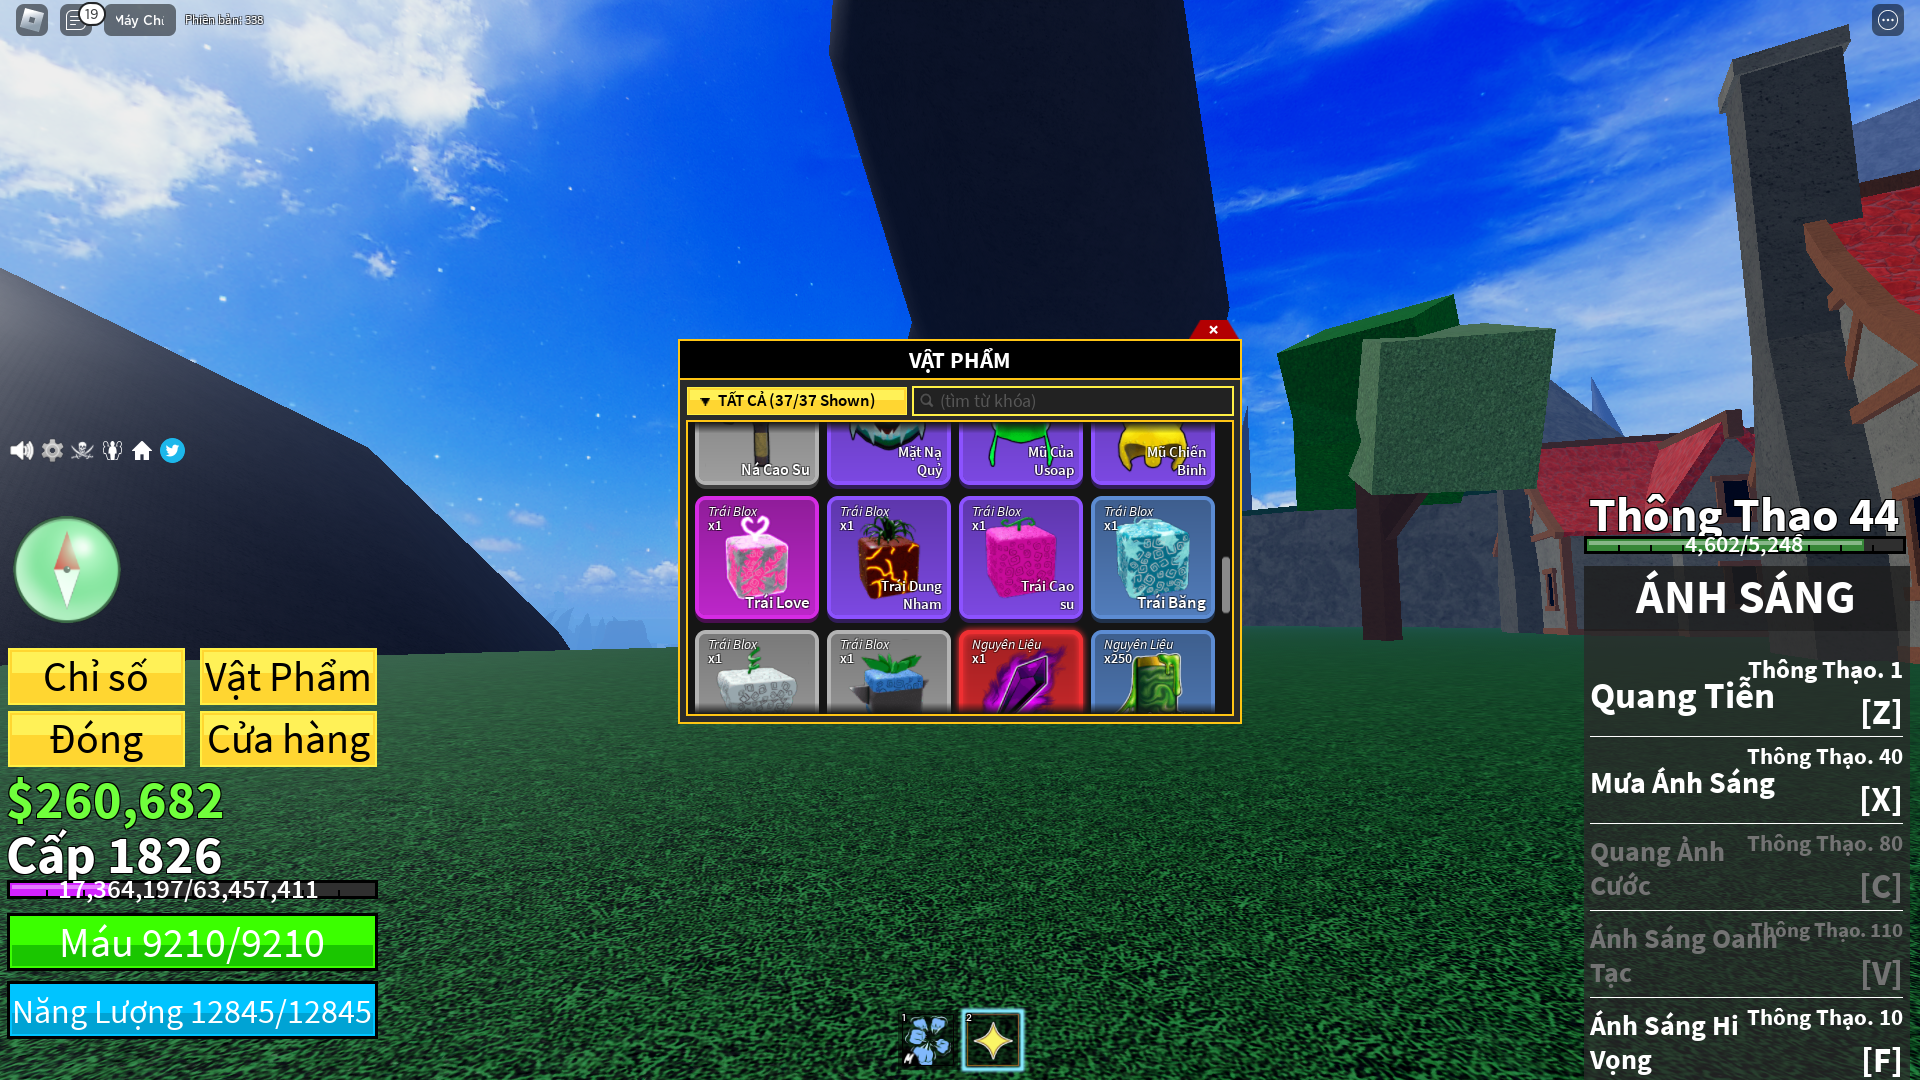 19
Máy Chủ
Phiên bản: 338
VẬT PHẨM
▼ TẤT CẢ (37/37 Shown)
(tìm từ khóa)
Ná Cao Su
Mặt Nạ
Quỷ
Mũ Của
Usoap
Mũ Chiến
Binh
Trái Blox
x1
Trái Love
Trái Blox
x1
Trái Dung
Nham
Trái Blox
x1
Trái Cao
su
Trái Blox
x1
Trái Băng
Trái Blox
x1
Trái Blox
x1
Nguyên Liệu
x1
Nguyên Liệu
x250
Chỉ số
Vật Phẩm
Đóng
Cửa hàng
$260,682
Cấp 1826
17,364,197/63,457,411
Máu 9210/9210
Năng Lượng 12845/12845
1
2
Thông Thạo 44
4,602/5,248
ÁNH SÁNG
Thông Thạo. 1
Quang Tiễn
[Z]
Thông Thạo. 40
Mưa Ánh Sáng
[X]
Thông Thạo. 80
Quang Ảnh
Cước
[C]
Thông Thạo. 110
Ánh Sáng Oanh
Tạc
[V]
Thông Thạo. 10
Ánh Sáng Hi
Vọng
[F]